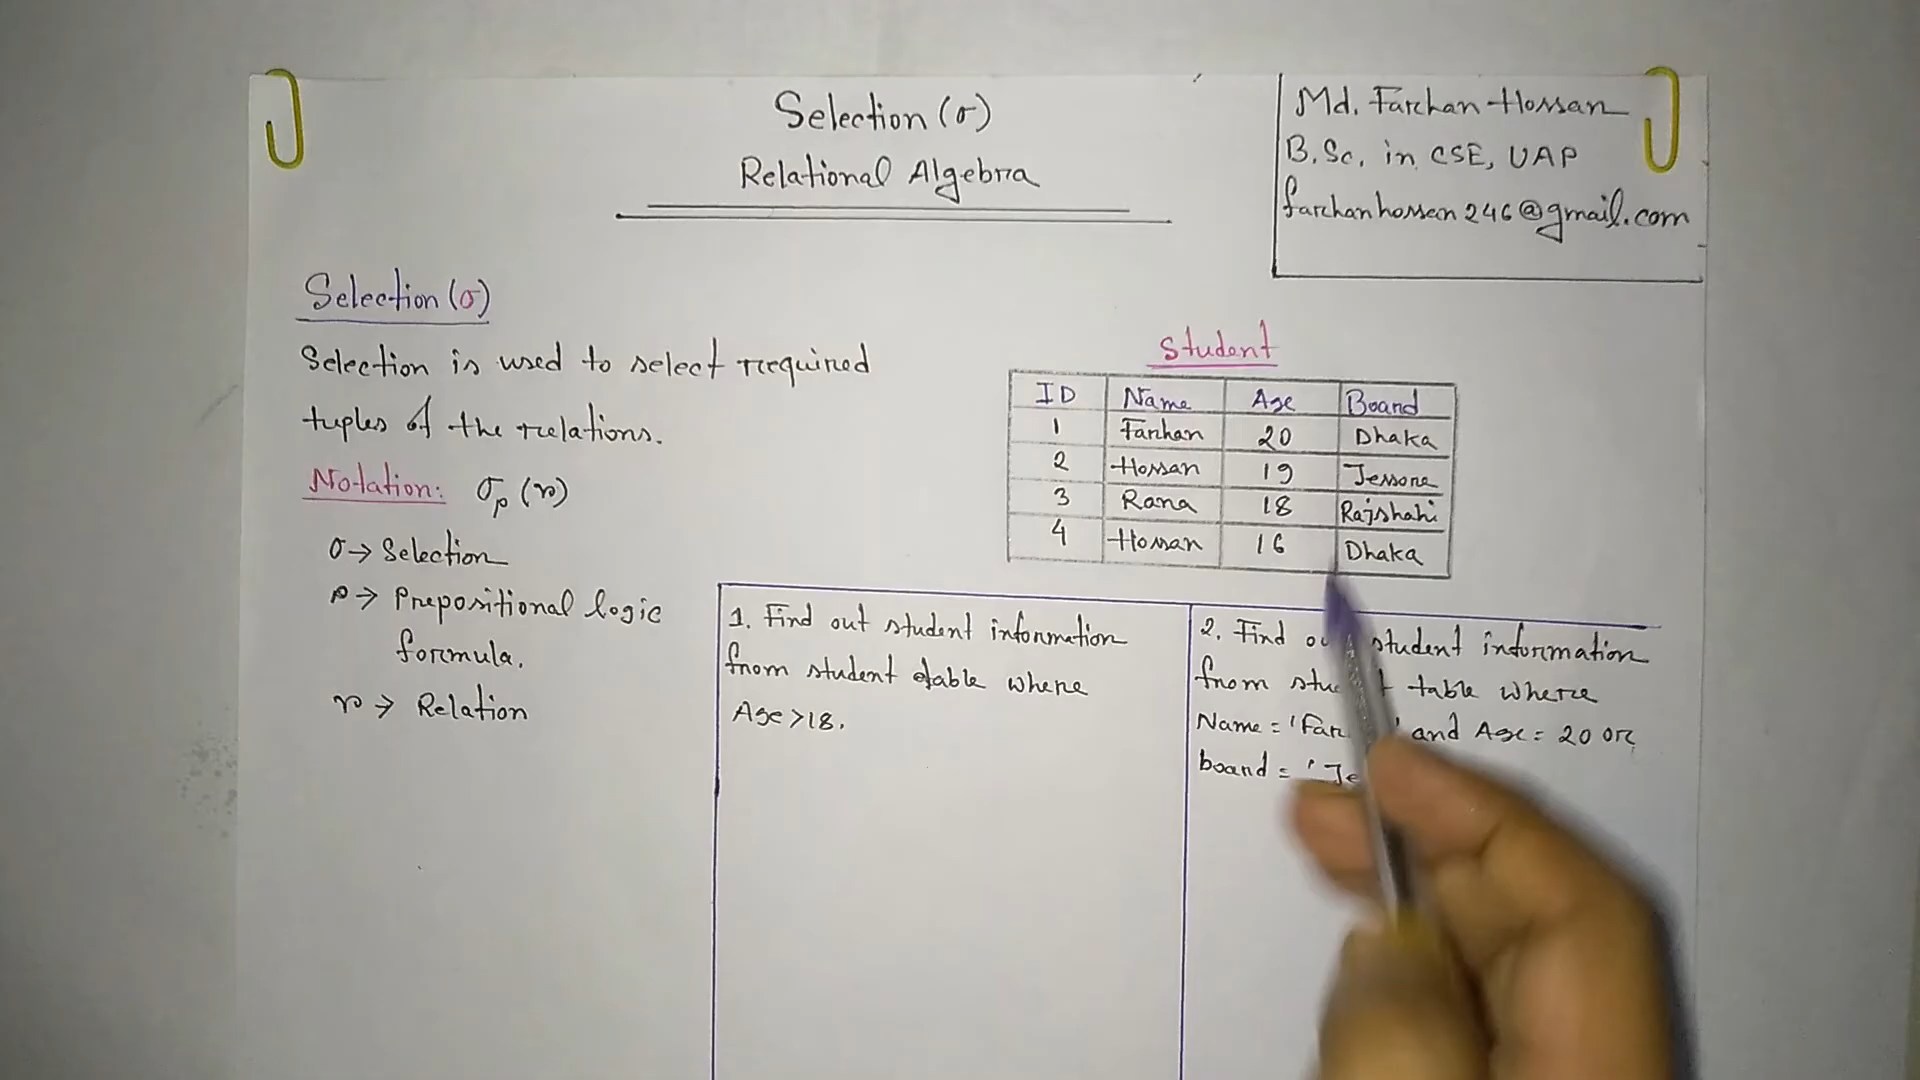 Selection (σ)
Relational Algebra
Md. Farhan Hossan
B.Sc. in CSE, UAP
farhanhossan246@gmail.com
Selection (σ)
Selection is used to select required
tuples of the relations.
Notation: σp (r)
σ → Selection
p → Prepositional logic
formula.
r → Relation
Student
ID Name Age Board
1 Farhan 20 Dhaka
2 Hossan 19 Jessore
3 Rana 18 Rajshahi
4 Hossan 16 Dhaka
1. Find out student information
from student table where
Age > 18.
2. Find student information
from table where
Name = and Age = 20 or
board =